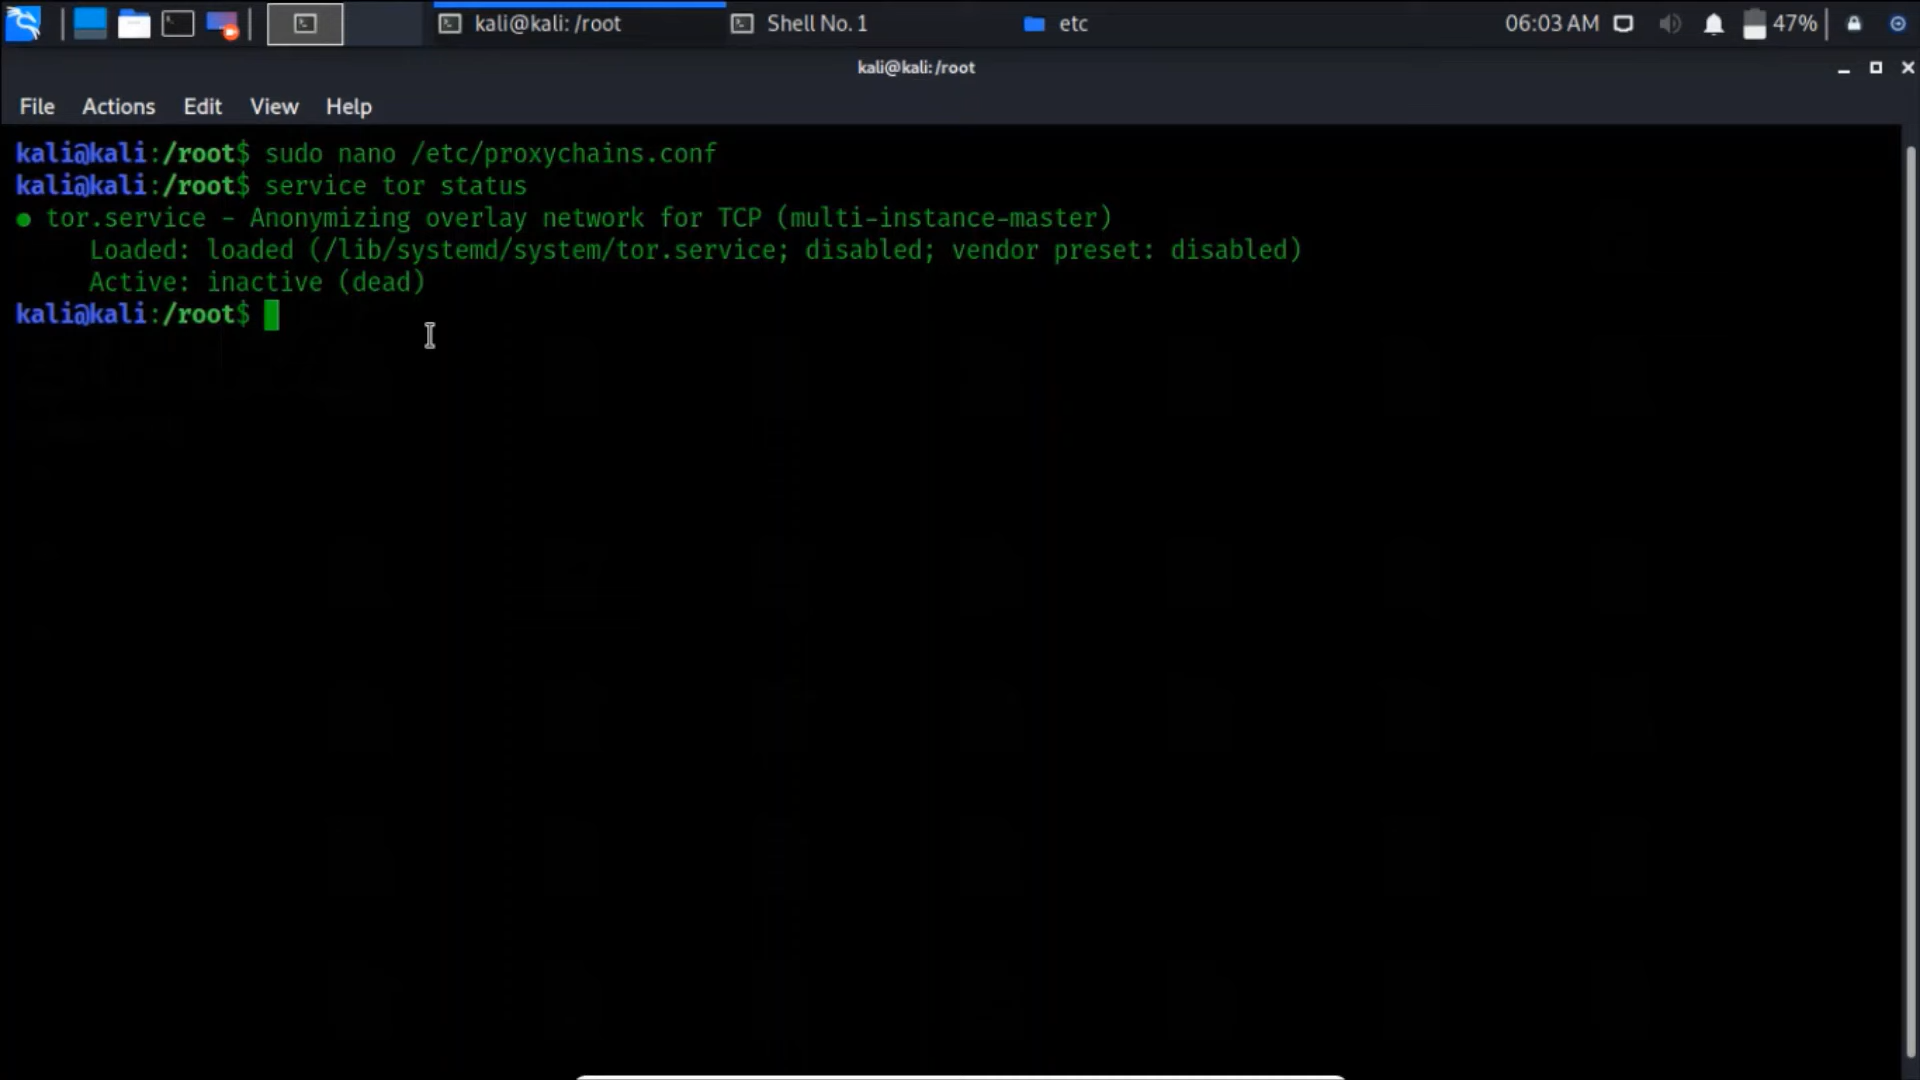 kali@kali: /root
Shell No. 1
etc
06:03 AM
47%
kali@kali: /root
File Actions Edit View Help
kali@kali:/root$ sudo nano /etc/proxychains.conf
kali@kali:/root$ service tor status
● tor.service - Anonymizing overlay network for TCP (multi-instance-master)
Loaded: loaded (/lib/systemd/system/tor.service; disabled; vendor preset: disabled)
Active: inactive (dead)
kali@kali:/root$